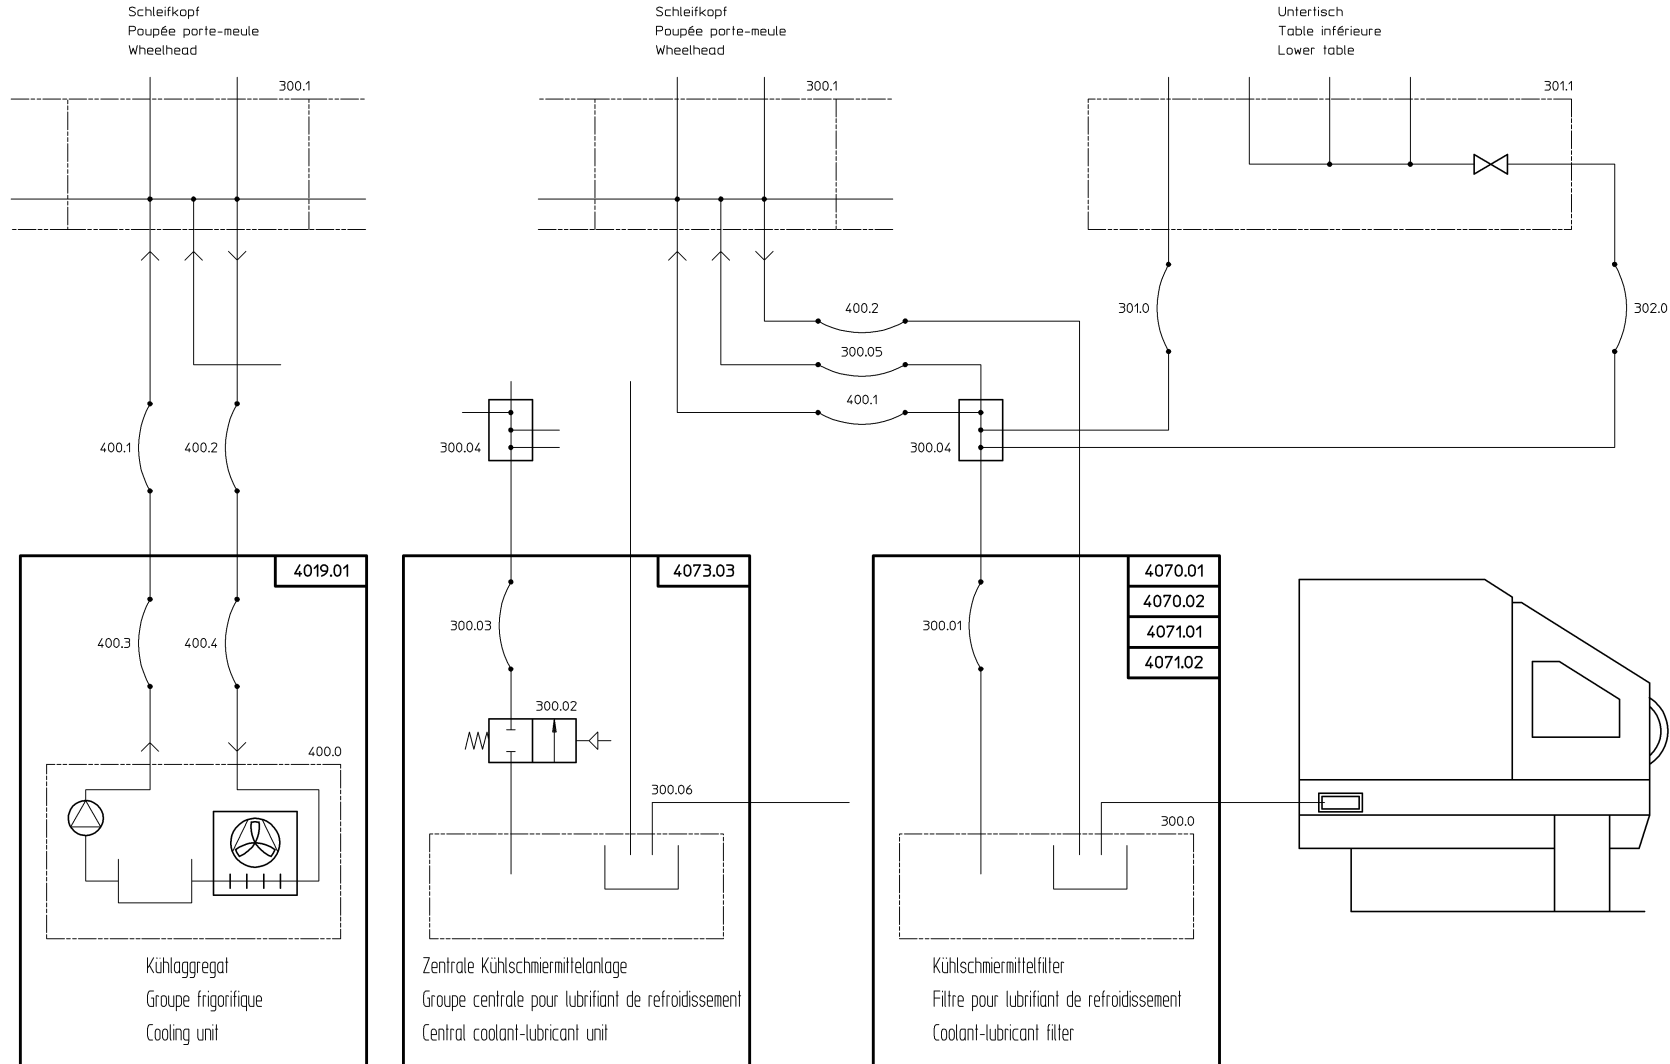 Schleifkopf
Poupée porte-meule
Wheelhead
Schleifkopf
Poupée porte-meule
Wheelhead
Untertisch
Table inférieure
Lower table
300.1
300.1
301.1
400.2
301.0
302.0
300.05
400.1
400.1
400.2
300.04
300.04
4019.01
4073.03
4070.01
4070.02
4071.01
4071.02
400.3
400.4
300.03
300.01
300.02
400.0
300.06
300.0
Kühlaggregat
Groupe frigorifique
Cooling unit
Zentrale Kühlschmiermittelanlage
Groupe centrale pour lubrifiant de refroidissement
Central coolant-lubricant unit
Kühlschmiermittelfilter
Filtre pour lubrifiant de refroidissement
Coolant-lubricant filter